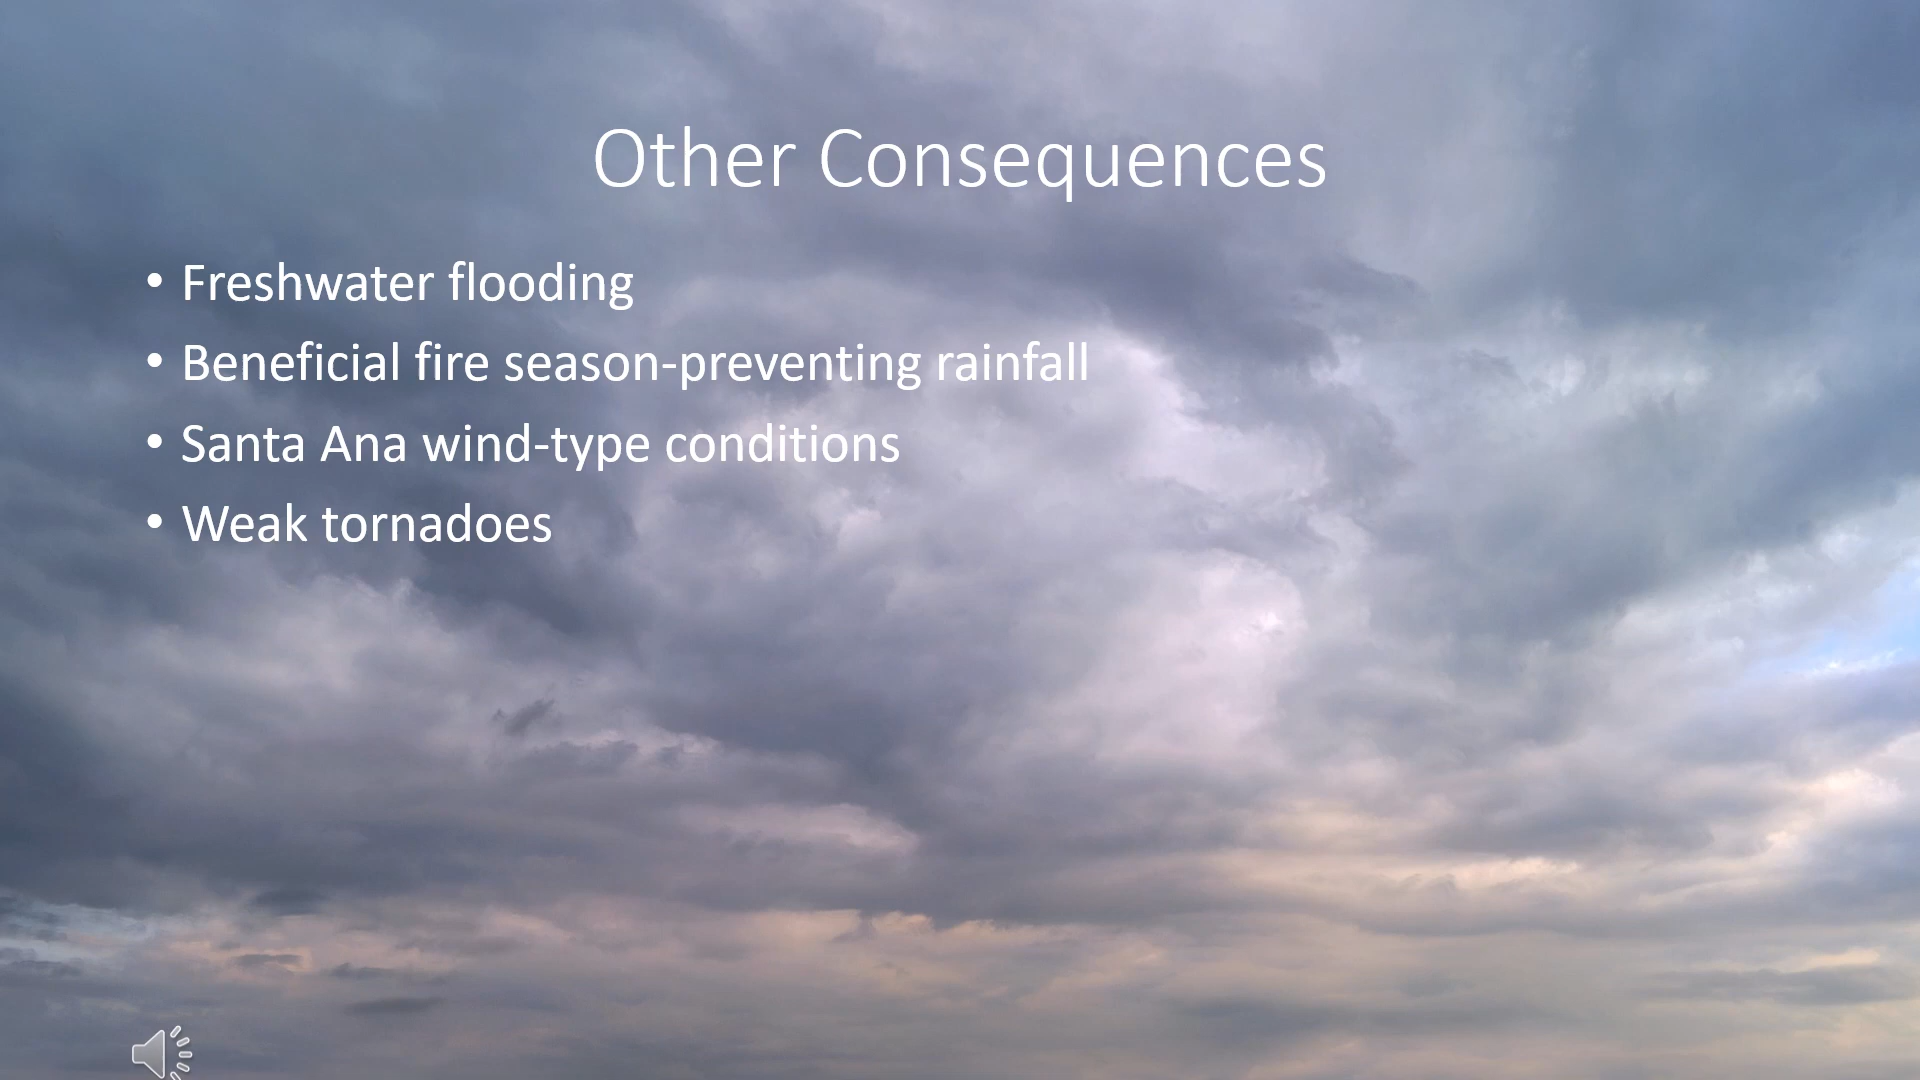 Other Consequences
• Freshwater flooding
• Beneficial fire season-preventing rainfall
• Santa Ana wind-type conditions
• Weak tornadoes